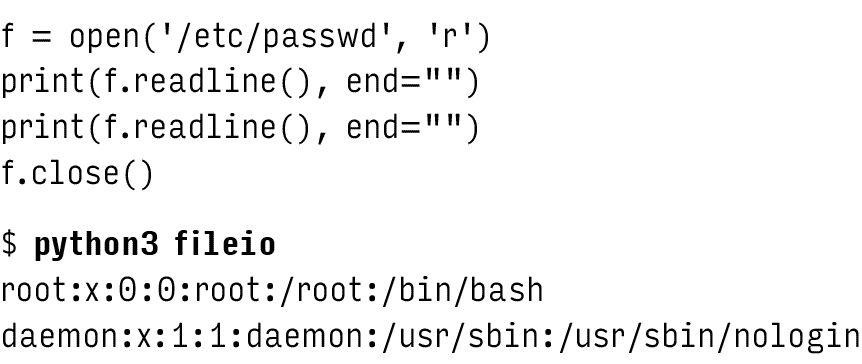 f = open('/etc/passwd', 'r')
print(f.readline(), end="")
print(f.readline(), end="")
f.close()
$ python3 fileio
root:x:0:0:root:/root:/bin/bash
daemon:x:1:1:daemon:/usr/sbin:/usr/sbin/nologin